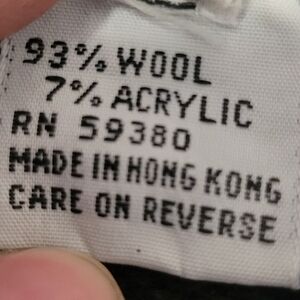 93% WOOL
7% ACRYLIC
RN 59380
MADE IN HONG KONG
CARE ON REVERSE